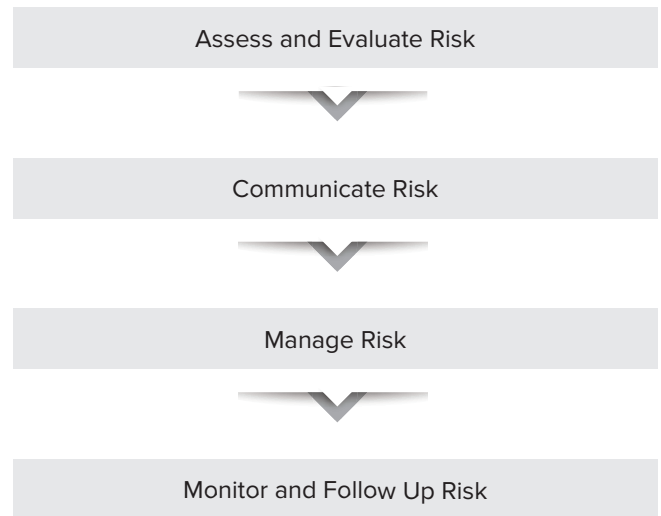 Assess and Evaluate Risk
Communicate Risk
Manage Risk
Monitor and Follow Up Risk